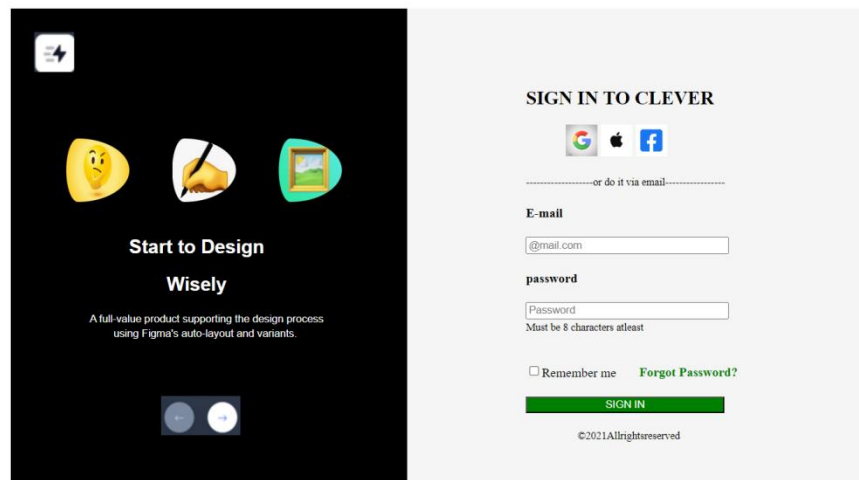 Start to Design
Wisely
A full-value product supporting the design process
using Figma's auto-layout and variants.
SIGN IN TO CLEVER
-------------------or do it via email-----------------
E-mail
@mail.com
password
Password
Must be 8 characters atleast
Remember me Forgot Password?
SIGN IN
©2021Allrightsreserved